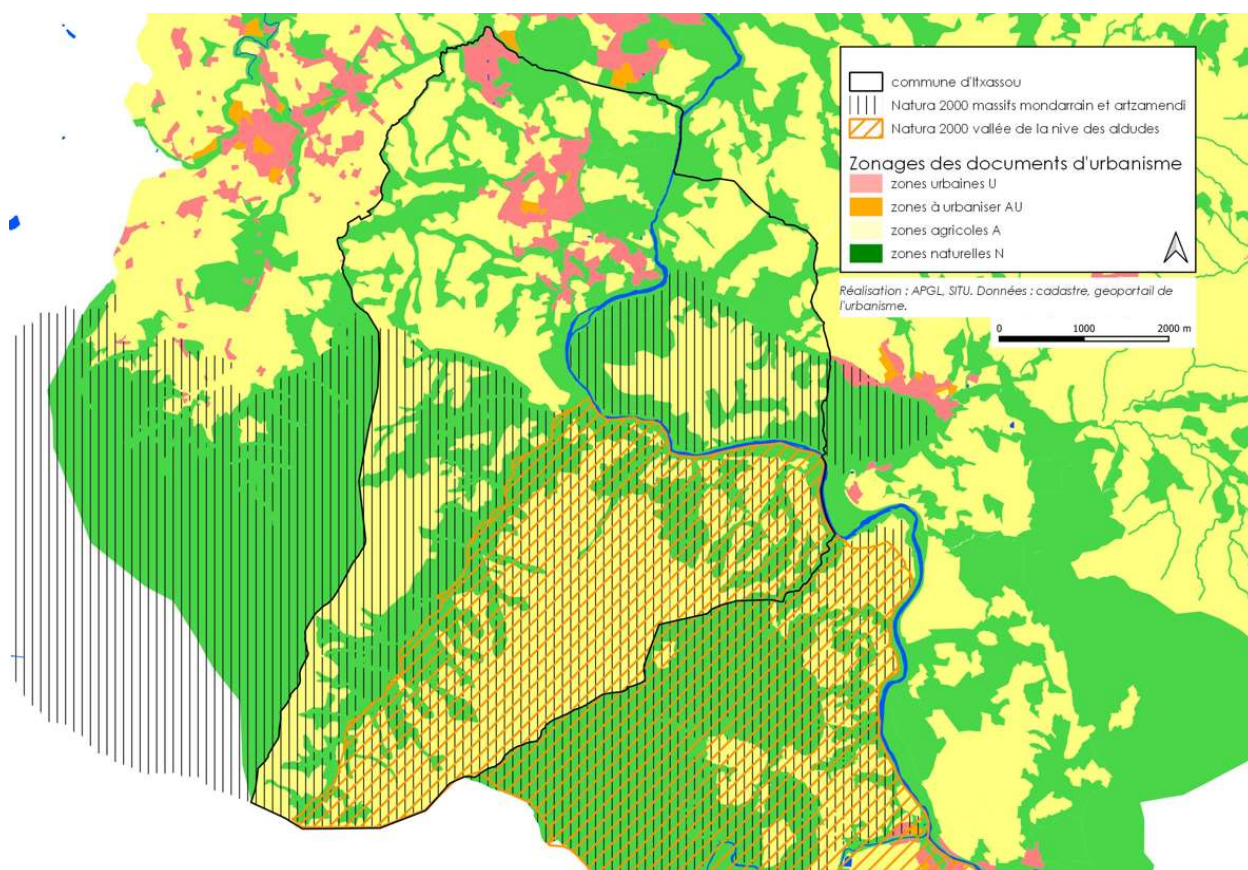 commune d'Itxassou
Natura 2000 massifs mondarrain et artzamendi
Natura 2000 vallée de la nive des aldudes
Zonages des documents d'urbanisme
zones urbaines U
zones à urbaniser AU
zones agricoles A
zones naturelles N
Réalisation : APGL, SITU. Données : cadastre, geoportail de
l'urbanisme.
0 1000 2000 m